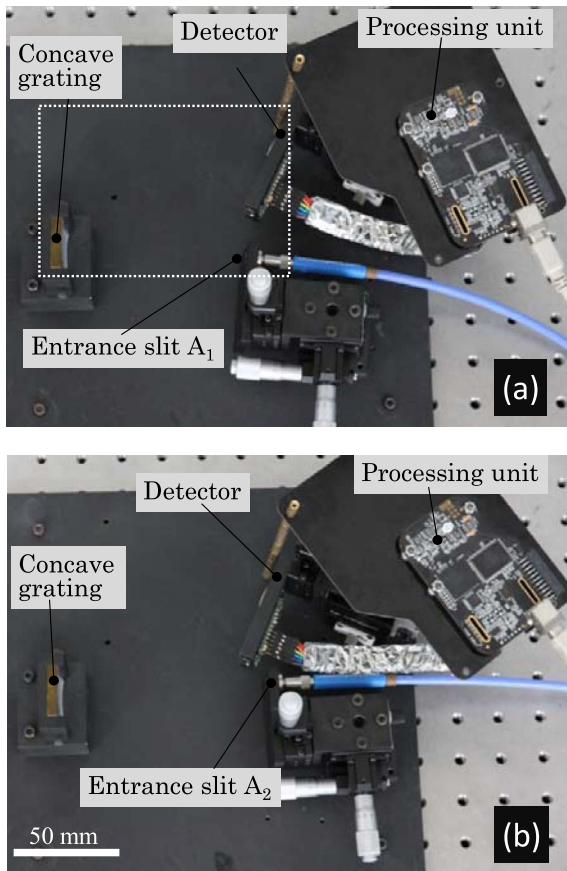 Detector
Processing unit
Concave
grating
Entrance slit A₁
(a)
Processing unit
Detector
Concave
grating
Entrance slit A₂
50 mm
(b)